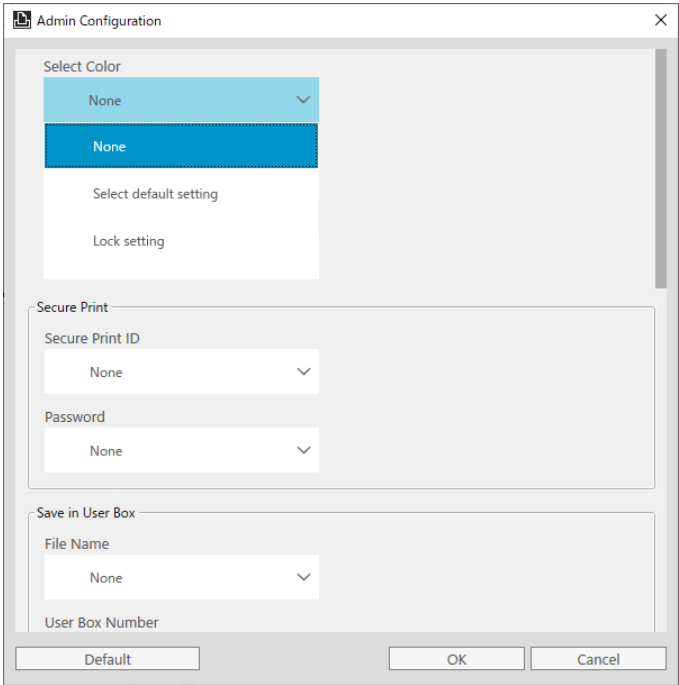 Admin Configuration
Select Color
None
None
Select default setting
Lock setting
Secure Print
Secure Print ID
None
Password
None
Save in User Box
File Name
None
User Box Number
Default
OK
Cancel